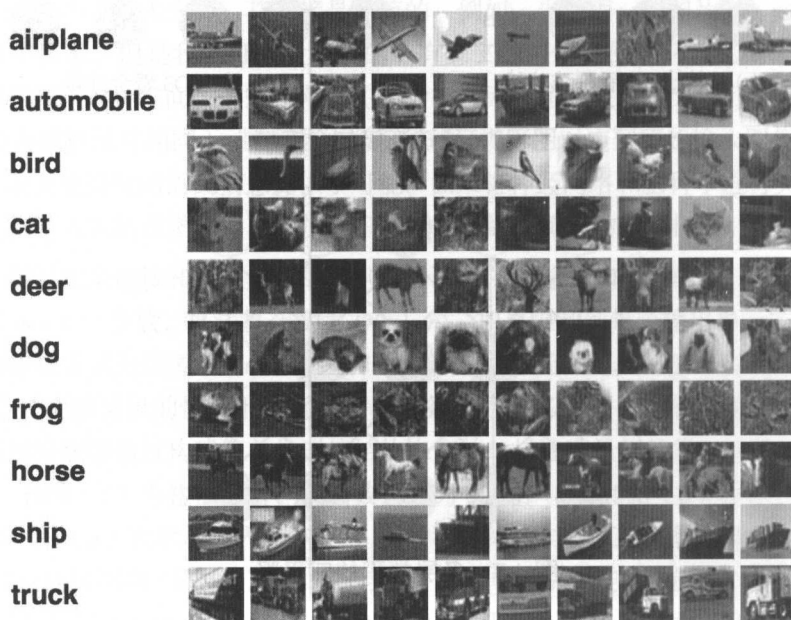 airplane
automobile
bird
cat
deer
dog
frog
horse
ship
truck